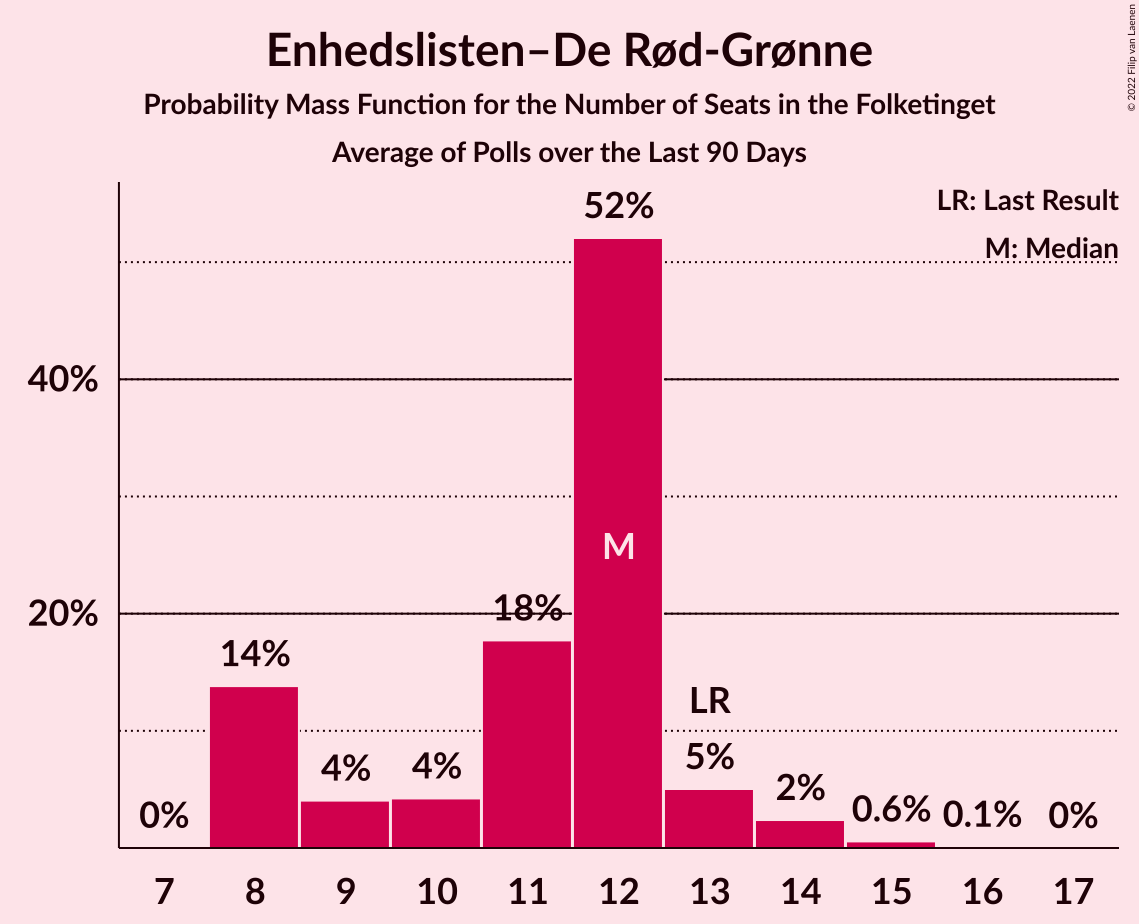 Enhedslisten–De Rød-Grønne
Probability Mass Function for the Number of Seats in the Folketinget
Average of Polls over the Last 90 Days
© 2022 Filip van Laenen
LR: Last Result
M: Median
52%
40%
M
20%
18%
14%
LR
5%
4%
4%
2%
0.6%
0.1%
0%
0%
7 8 9 10 11 12 13 14 15 16 17